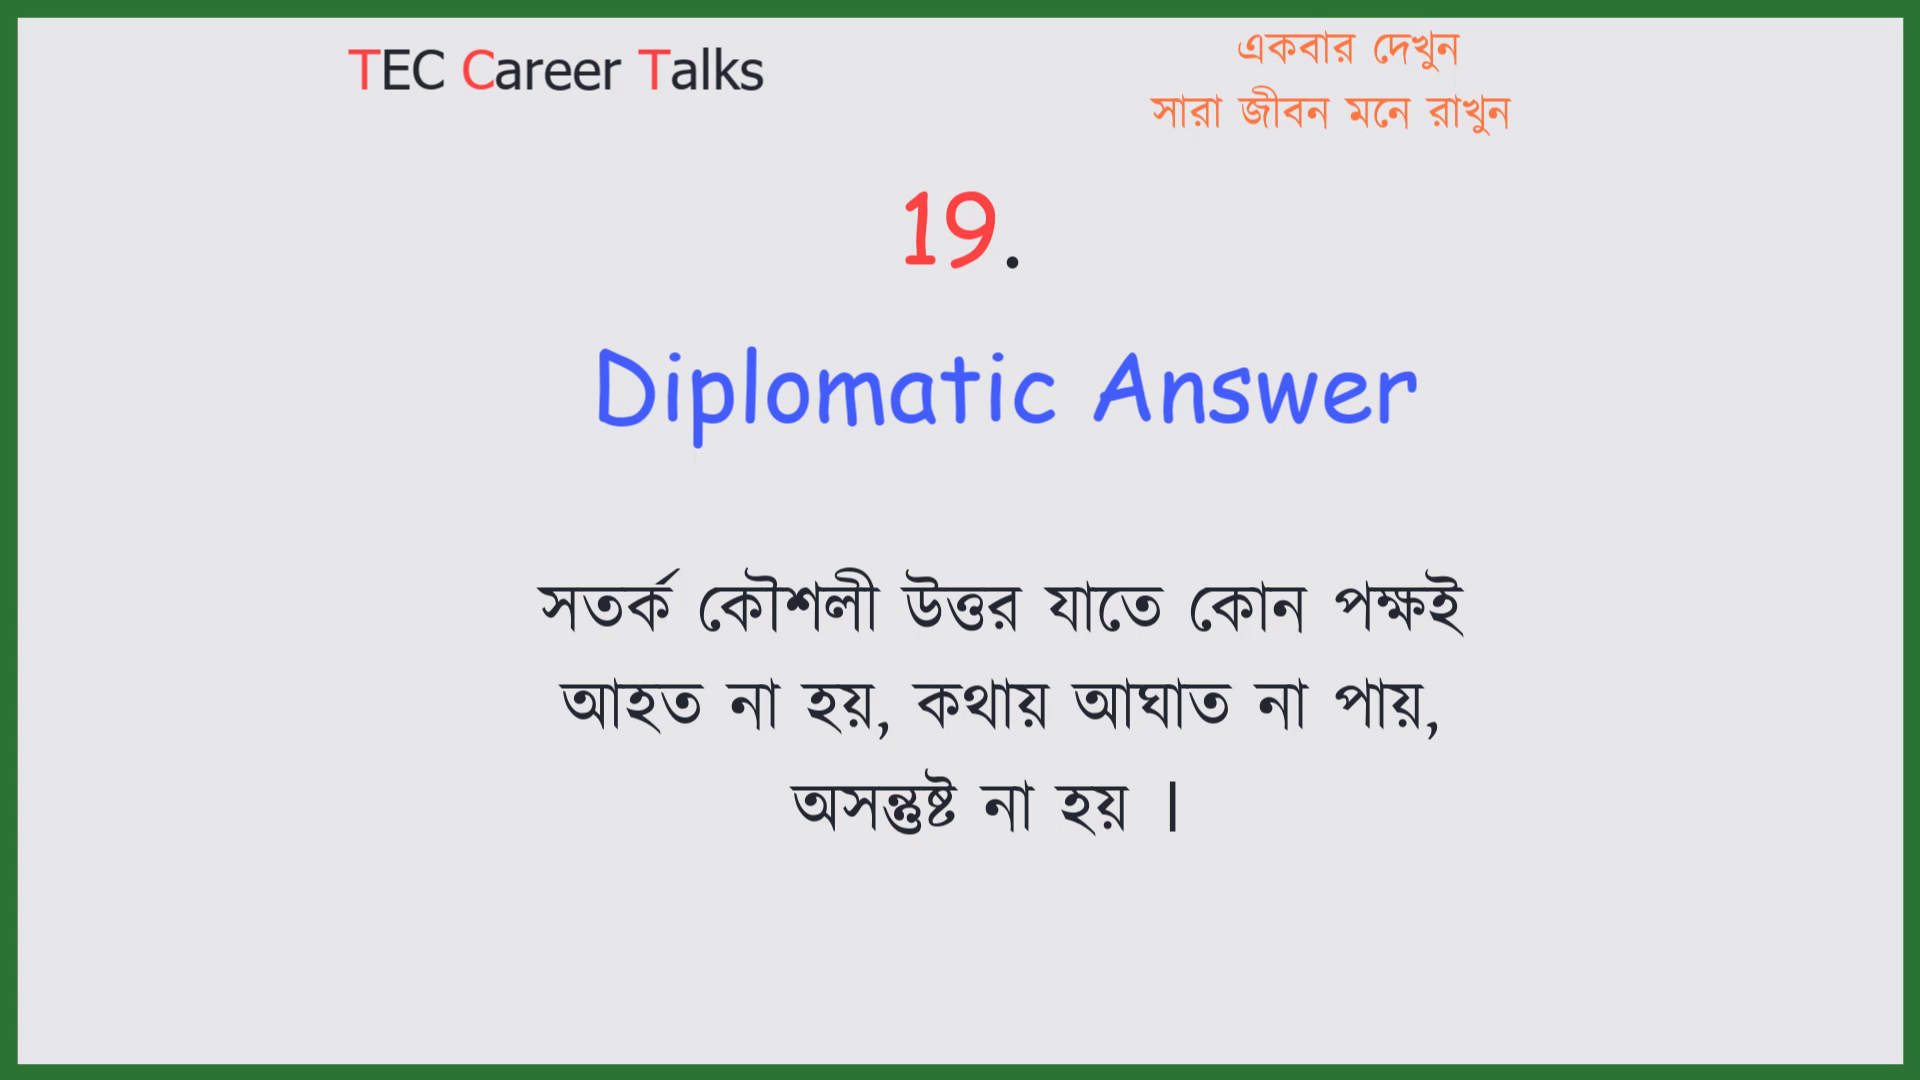 TEC Career Talks
একবার দেখুন
সারা জীবন মনে রাখুন
19.
Diplomatic Answer
সতর্ক কৌশলী উত্তর যাতে কোন পক্ষই
আহত না হয়, কথায় আঘাত না পায়,
অসন্তুষ্ট না হয় ।